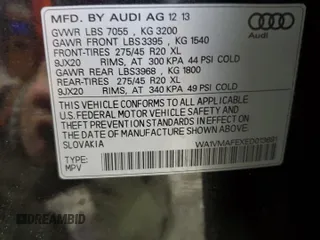 MFD. BY AUDI AG 12 13
GVWR LBS 7055 , KG 3200
GAWR FRONT LBS3395 , KG 1540
FRONT-TIRES 275/45 R20 XL
9JX20 RIMS, AT 300 KPA 44 PSI COLD
GAWR REAR LBS3968 , KG 1800
REAR-TIRES 275/45 R20 XL
9JX20 RIMS, AT 340 KPA 49 PSI COLD
Audi
THIS VEHICLE CONFORMS TO ALL APPLICABLE
U.S. FEDERAL MOTOR VEHICLE SAFETY AND
THEFT PREVENTION STANDARDS IN EFFECT ON
THE DATE OF MANUFACTURE SHOWN ABOVE.
SLOVAKIA
TYPE:
MPV
© DREAMBID